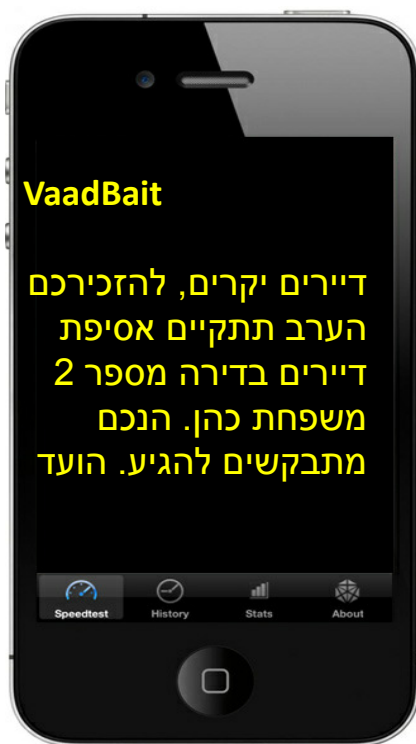 VaadBait
דיירים יקרים, להזכירכם
הערב תתקיים אסיפת
דיירים בדירה מספר 2
משפחת כהן. הנכם
מתבקשים להגיע. הועד
Speedtest History Stats About